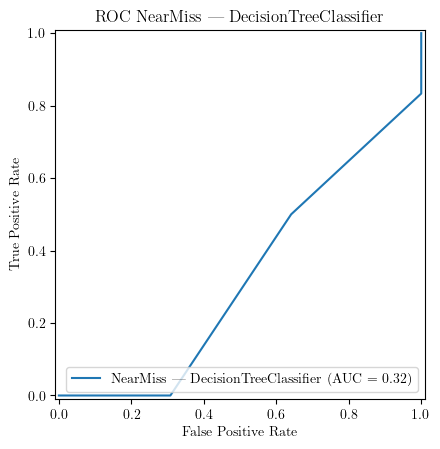 ROC NearMiss — DecisionTreeClassifier
1.0
0.8
0.6
0.4
0.2
0.0
True Positive Rate
NearMiss — DecisionTreeClassifier (AUC = 0.32)
0.0 0.2 0.4 0.6 0.8 1.0
False Positive Rate